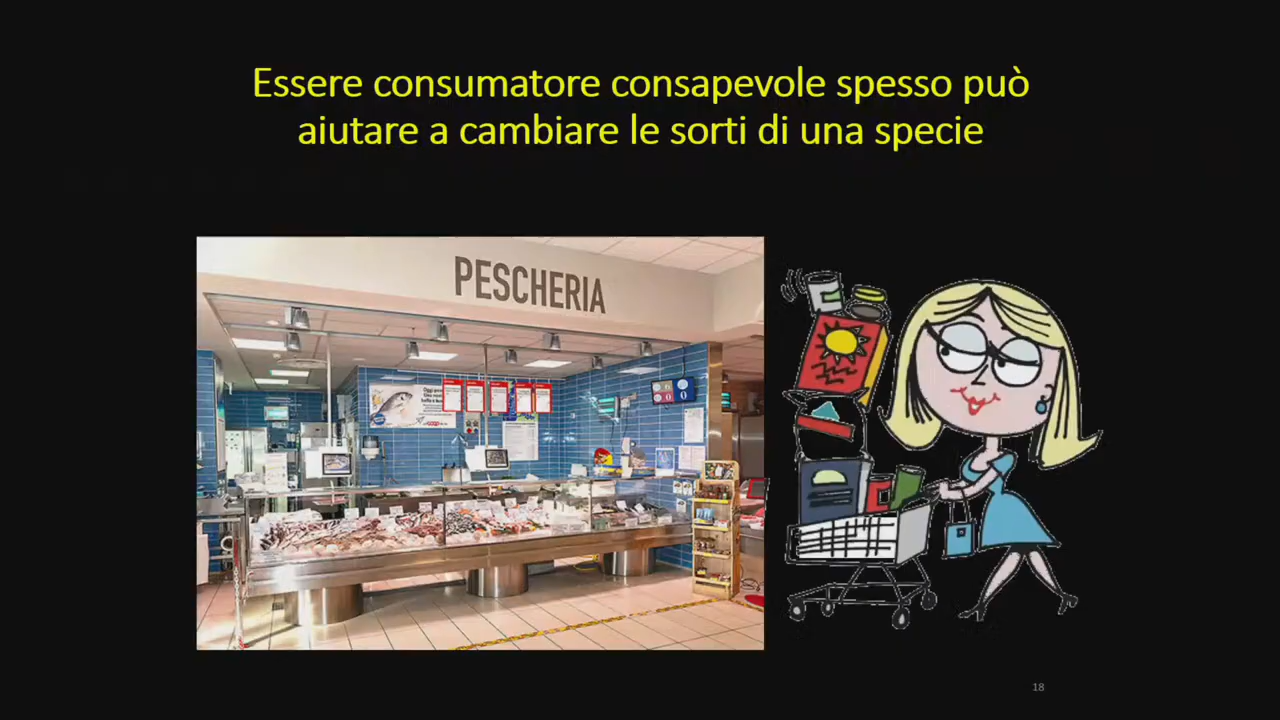 Essere consumatore consapevole spesso può
aiutare a cambiare le sorti di una specie
PESCHERIA
18